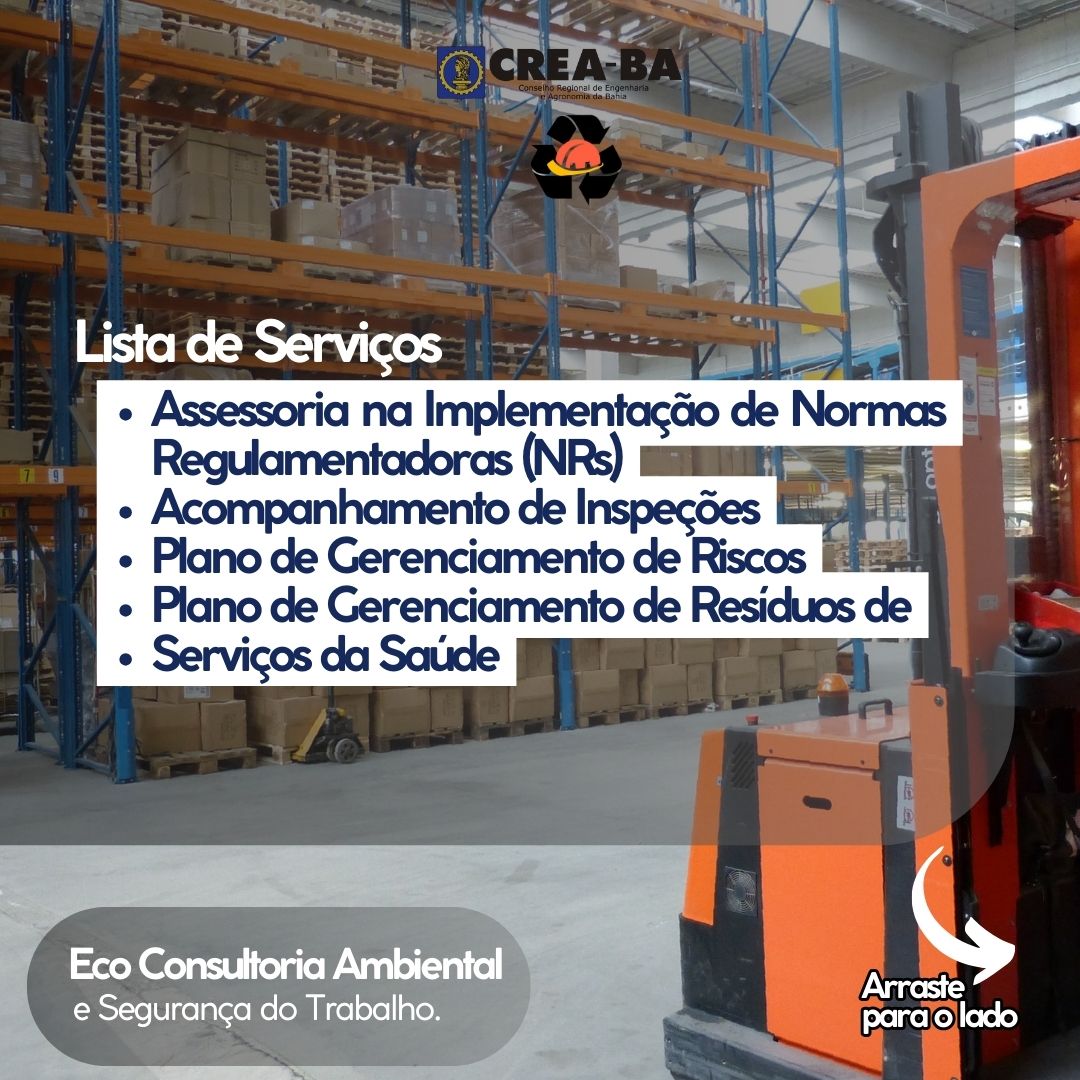 CREA-BA
Conselho Regional de Engenharia
e Agronomia da Bahia
Lista de Serviços
• Assessoria na Implementação de Normas
Regulamentadoras (NRs)
• Acompanhamento de Inspeções
• Plano de Gerenciamento de Riscos
• Plano de Gerenciamento de Resíduos de
• Serviços da Saúde
7 9
Eco Consultoria Ambiental
e Segurança do Trabalho.
Arraste
para o lado